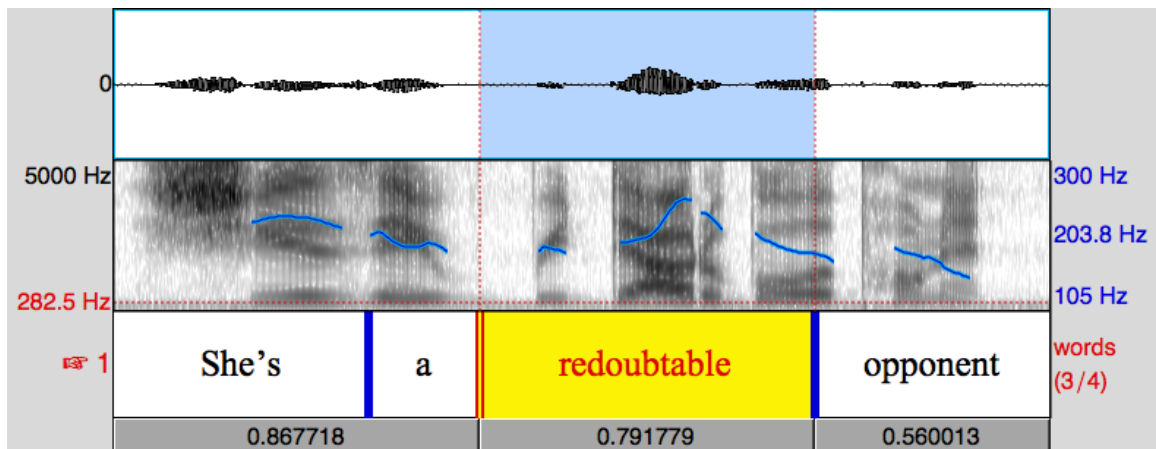 0
5000 Hz
282.5 Hz
300 Hz
203.8 Hz
105 Hz
☞ 1
She’s a redoubtable opponent
words
(3 / 4)
0.867718 0.791779 0.560013